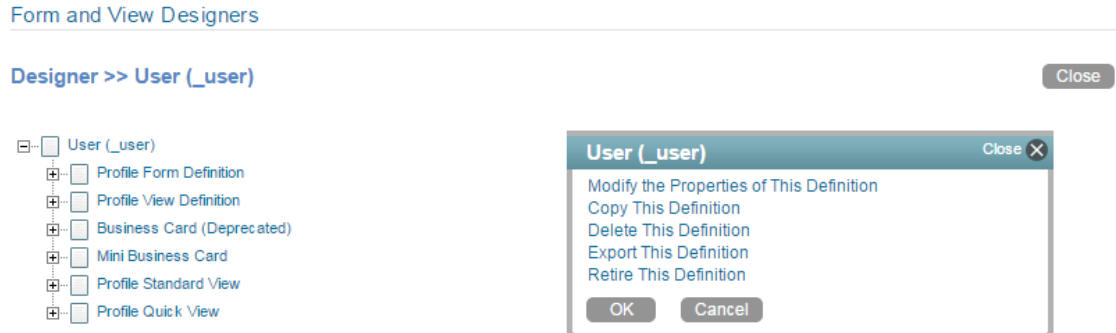 Form and View Designers
Designer >> User (_user)
Close
User (_user)
Profile Form Definition
Profile View Definition
Business Card (Deprecated)
Mini Business Card
Profile Standard View
Profile Quick View
User (_user)
Close
Modify the Properties of This Definition
Copy This Definition
Delete This Definition
Export This Definition
Retire This Definition
OK
Cancel